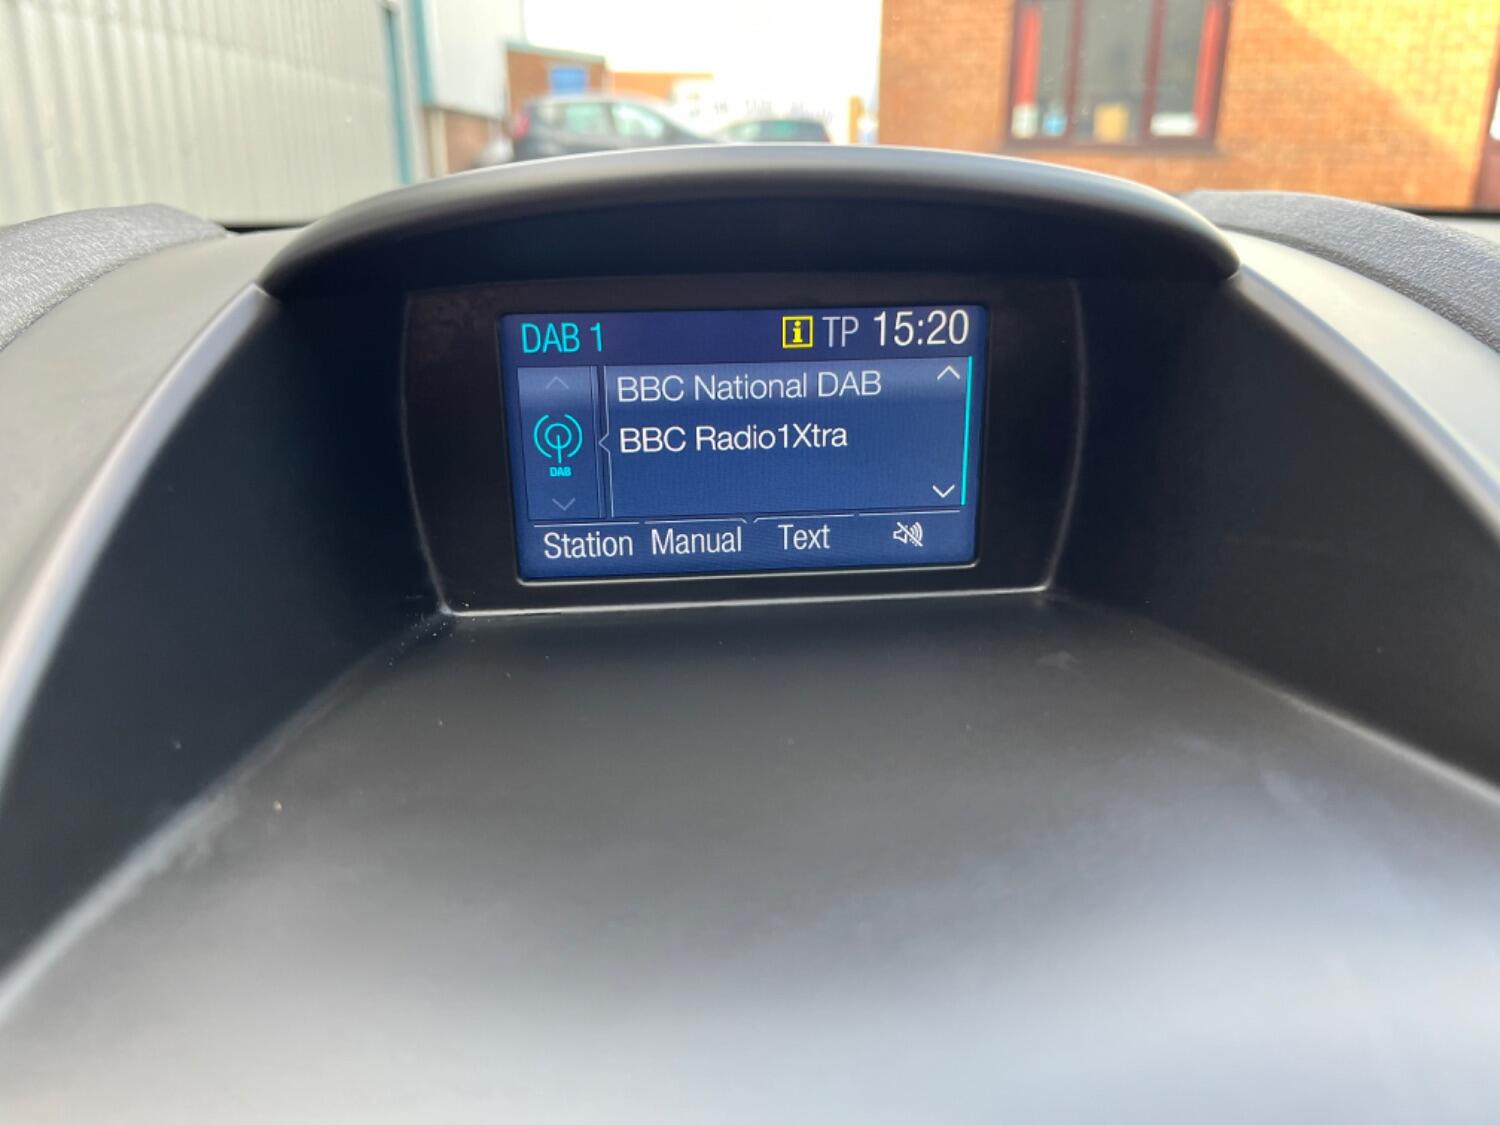 DAB 1 i TP 15:20
BBC National DAB
BBC Radio1Xtra
DAB
Station Manual Text